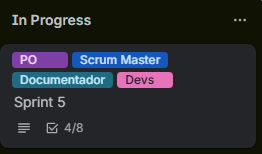 In Progress
PO Scrum Master
Documentador Devs
Sprint 5
4/8